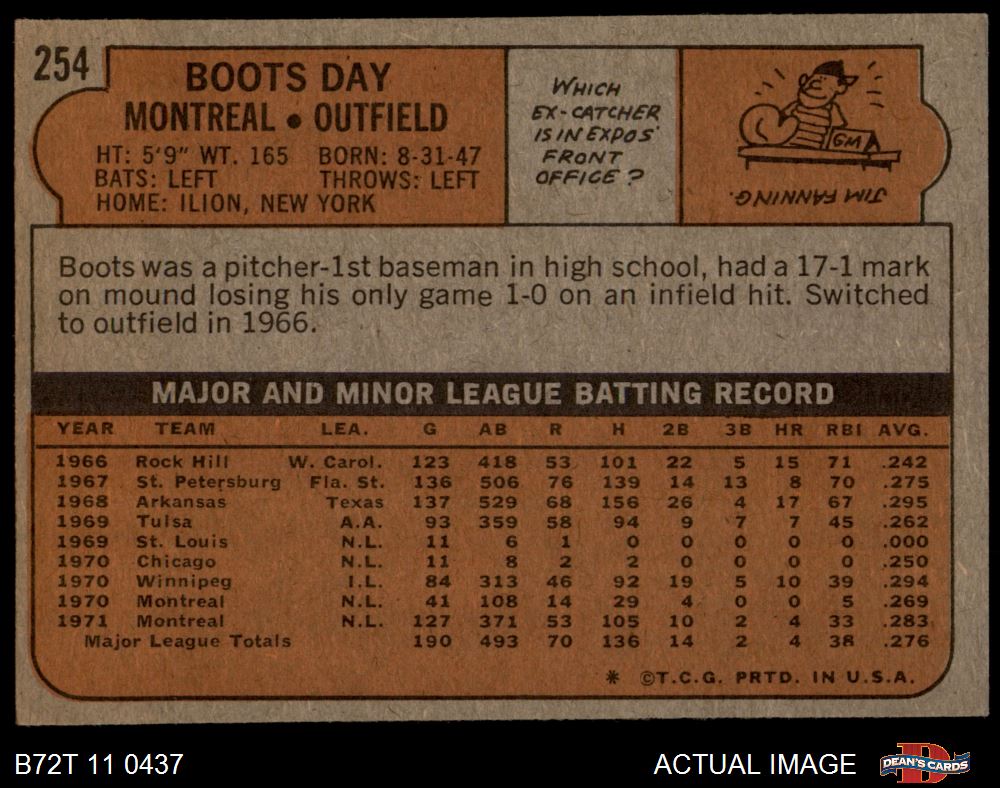 254
BOOTS DAY
MONTREAL • OUTFIELD
HT: 5'9" WT. 165 BORN: 8-31-47
BATS: LEFT THROWS: LEFT
HOME: ILION, NEW YORK
WHICH
EX-CATCHER
IS IN EXPOS'
FRONT
OFFICE?
GM
JIM FANNING.
Boots was a pitcher-1st baseman in high school, had a 17-1 mark
on mound losing his only game 1-0 on an infield hit. Switched
to outfield in 1966.
MAJOR AND MINOR LEAGUE BATTING RECORD
YEAR TEAM LEA. G AB R H 2B 3B HR RBI AVG.
1966 Rock Hill W. Carol. 123 418 53 101 22 5 15 71 .242
1967 St. Petersburg Fla. St. 136 506 76 139 14 13 8 70 .275
1968 Arkansas Texas 137 529 68 156 26 4 17 67 .295
1969 Tulsa A.A. 93 359 58 94 9 7 7 45 .262
1969 St. Louis N.L. 11 6 1 0 0 0 0 0 .000
1970 Chicago N.L. 11 8 2 2 0 0 0 0 .250
1970 Winnipeg I.L. 84 313 46 92 19 5 10 39 .294
1970 Montreal N.L. 41 108 14 29 4 0 0 5 .269
1971 Montreal N.L. 127 371 53 105 10 2 4 33 .283
Major League Totals 190 493 70 136 14 2 4 38 .276
* ©T.C.G. PRTD. IN U.S.A.
B72T 11 0437
ACTUAL IMAGE
DEAN'S CARDS